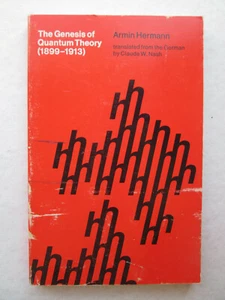 The Genesis of
Quantum Theory
(1899–1913)
Armin Hermann
translated from the German
by Claude W. Nash